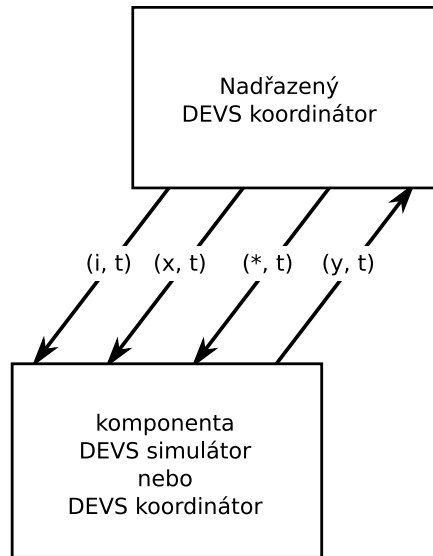 Nadřazený
DEVS koordinátor
(i, t) (x, t) (*, t) (y, t)
komponenta
DEVS simulátor
nebo
DEVS koordinátor